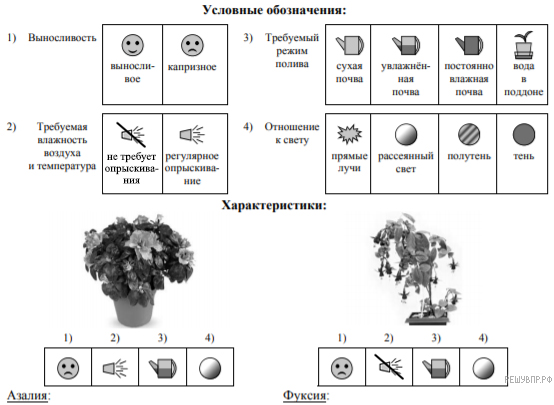 Условные обозначения:
1) Выносливость
выносли-
вое
капризное
3) Требуемый
режим
полива
сухая
почва
увлажнён-
ная
почва
постоянно
влажная
почва
вода
в
поддоне
2) Требуемая
влажность
воздуха
и температура
не требует
опрыскива-
ния
регулярное
опрыскива-
ние
4) Отношение
к свету
прямые
лучи
рассеянный
свет
полутень
тень
Характеристики:
1) 2) 3) 4)
1) 2) 3) 4)
Азалия:
Фуксия:
РЕШУВПР.РФ